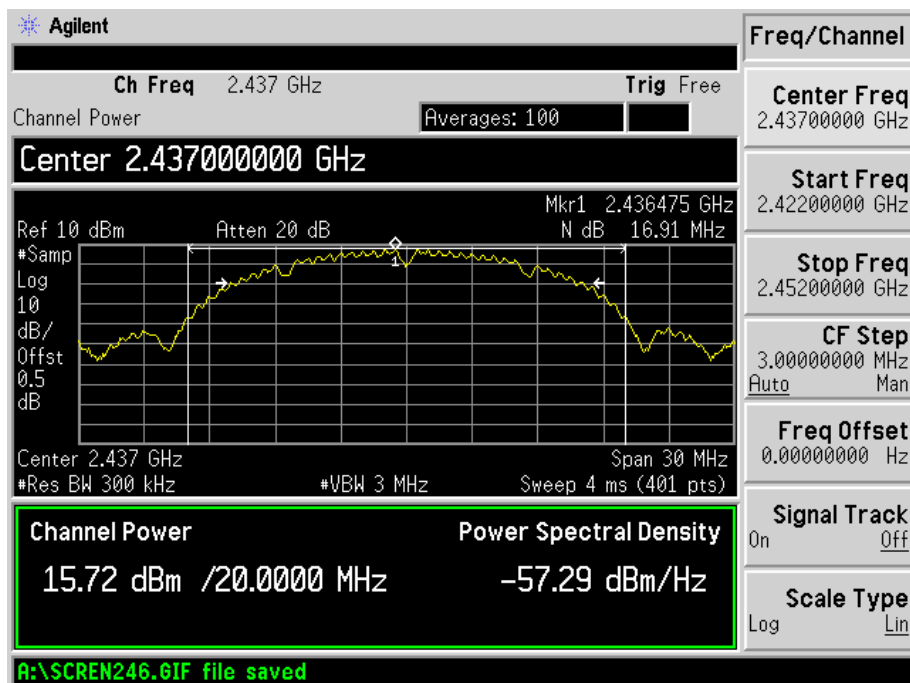 Agilent
Ch Freq 2.437 GHz Trig Free
Channel Power Averages: 100
Center 2.437000000 GHz
Mkr1 2.436475 GHz
Ref 10 dBm Atten 20 dB N dB 16.91 MHz
#Samp
Log
10
dB/
Offst
0.5
dB
1
Center 2.437 GHz Span 30 MHz
#Res BW 300 kHz #VBW 3 MHz Sweep 4 ms (401 pts)
Channel Power Power Spectral Density
15.72 dBm /20.0000 MHz -57.29 dBm/Hz
A:\SCREN246.GIF file saved
Freq/Channel
Center Freq
2.43700000 GHz
Start Freq
2.42200000 GHz
Stop Freq
2.45200000 GHz
CF Step
3.00000000 MHz
Auto Man
Freq Offset
0.00000000 Hz
Signal Track
On Off
Scale Type
Log Lin